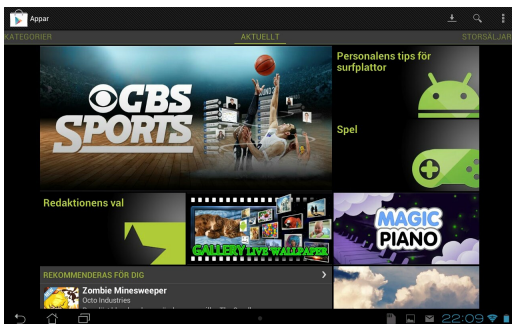 Appar
KATEGORIER
AKTUELLT
STORSÄLJAR
CBS
SPORTS
Personalens tips för
surfplattor
Spel
Redaktionens val
GALLERY LIVE WALLPAPER
MAGIC
PIANO
REKOMMENDERAS FÖR DIG
Zombie Minesweeper
Octo Industries
22:09